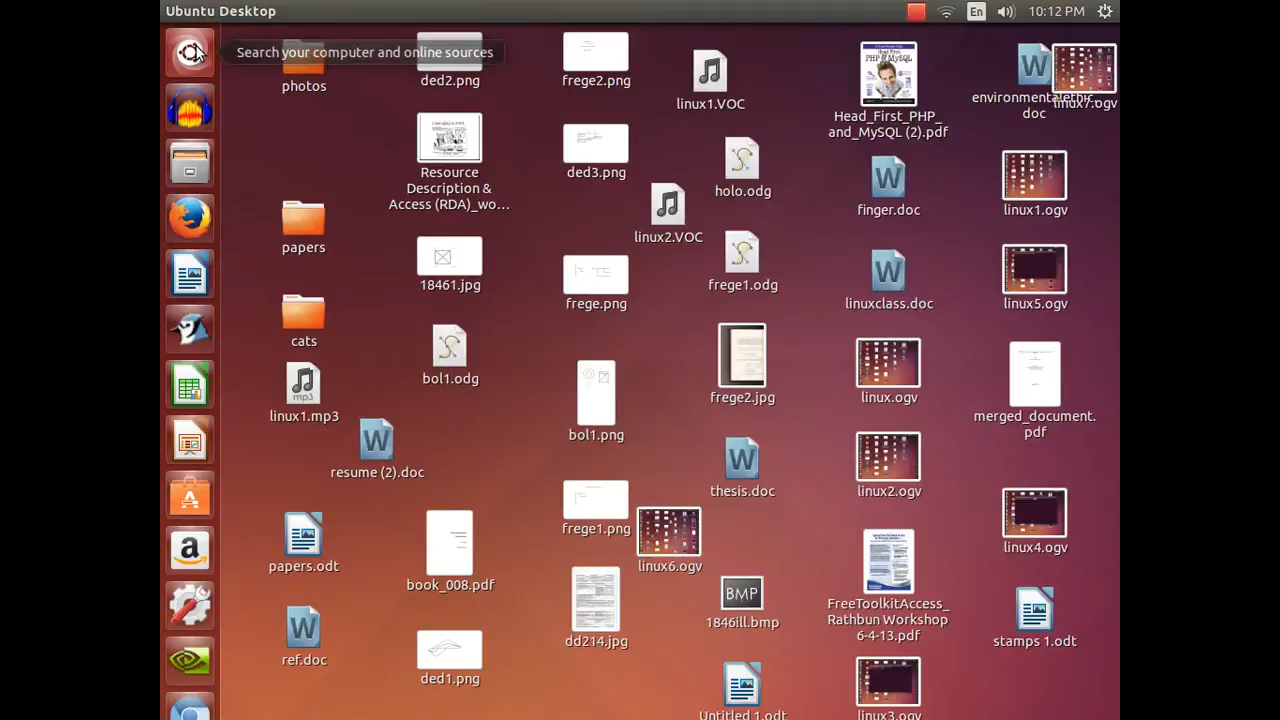 Ubuntu Desktop
En
10:12 PM
Search your computer and online sources
photos
ded2.png
frege2.png
linux1.VOC
Head_First_PHP_
and_MySQL (2).pdf
environmentalethic
doc
linux7.ogv
Resource
Description &
Access (RDA)_wo...
ded3.png
holo.odg
finger.doc
linux1.ogv
papers
linux2.VOC
18461.jpg
frege.png
frege1.odg
linuxclass.doc
linux5.ogv
cats
bol1.odg
mp3
linux1.mp3
frege2.jpg
linux.ogv
merged_document.
pdf
bol1.png
resume (2).doc
thesis.doc
linux2.ogv
frege1.png
linux4.ogv
papers.odt
linux6.ogv
book_008.pdf
BMP
1846ill.bmp
FreeToolkitAccess_
Rathbun Workshop
6-4-13.pdf
dd214.jpg
stamps 1.odt
ref.doc
ded1.png
Untitled 1.odt
linux3.ogv